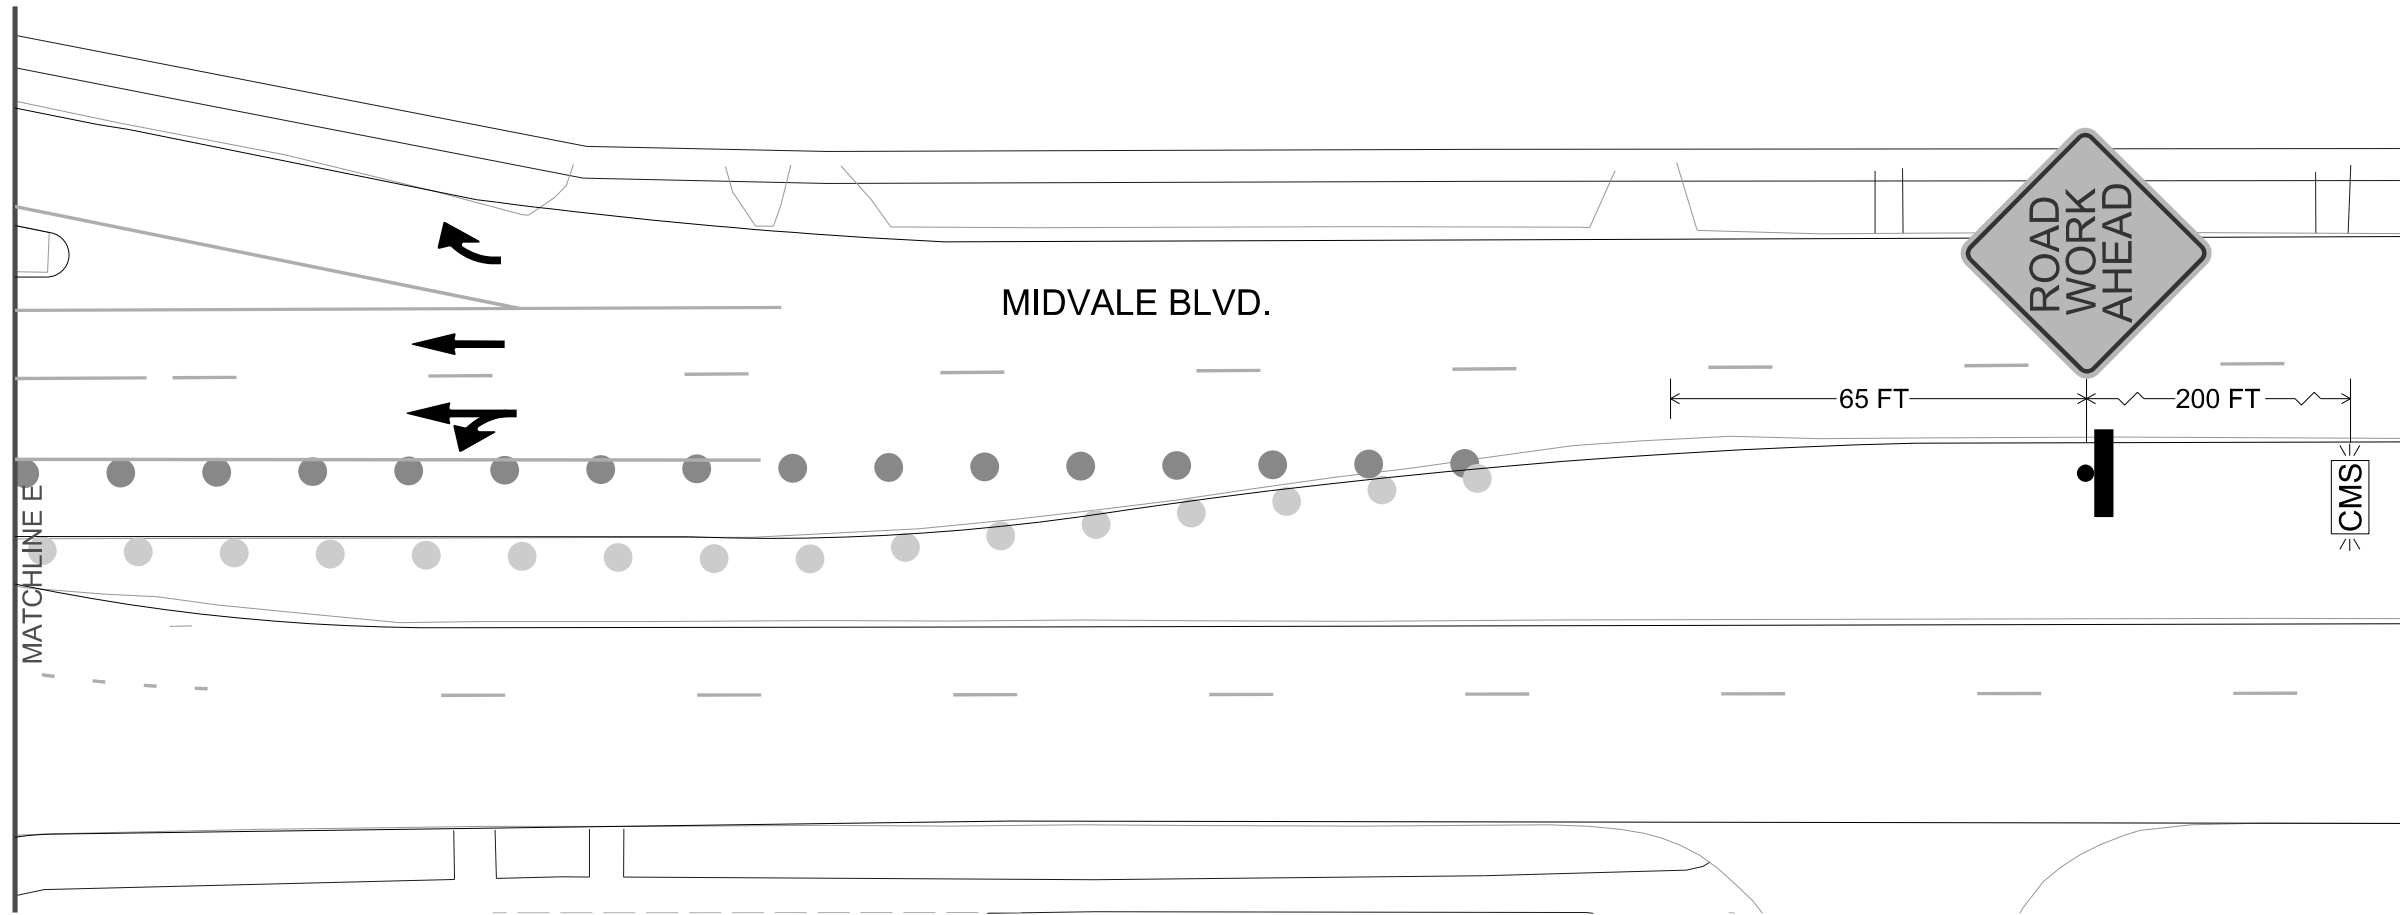 ROAD
WORK
AHEAD
MIDVALE BLVD.
65 FT
200 FT
CMS
MATCHLINE E